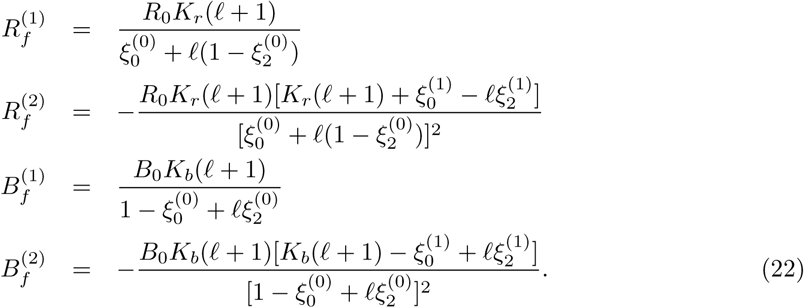 R_f^{(1)} = \frac{R_0 K_r(\ell + 1)}{\xi_0^{(0)} + \ell(1 - \xi_2^{(0)})}
R_f^{(2)} = -\frac{R_0 K_r(\ell + 1)[K_r(\ell + 1) + \xi_0^{(1)} - \ell\xi_2^{(1)}]}{[\xi_0^{(0)} + \ell(1 - \xi_2^{(0)})]^2}
B_f^{(1)} = \frac{B_0 K_b(\ell + 1)}{1 - \xi_0^{(0)} + \ell\xi_2^{(0)}}
B_f^{(2)} = -\frac{B_0 K_b(\ell + 1)[K_b(\ell + 1) - \xi_0^{(1)} + \ell\xi_2^{(1)}]}{[1 - \xi_0^{(0)} + \ell\xi_2^{(0)}]^2}. (22)